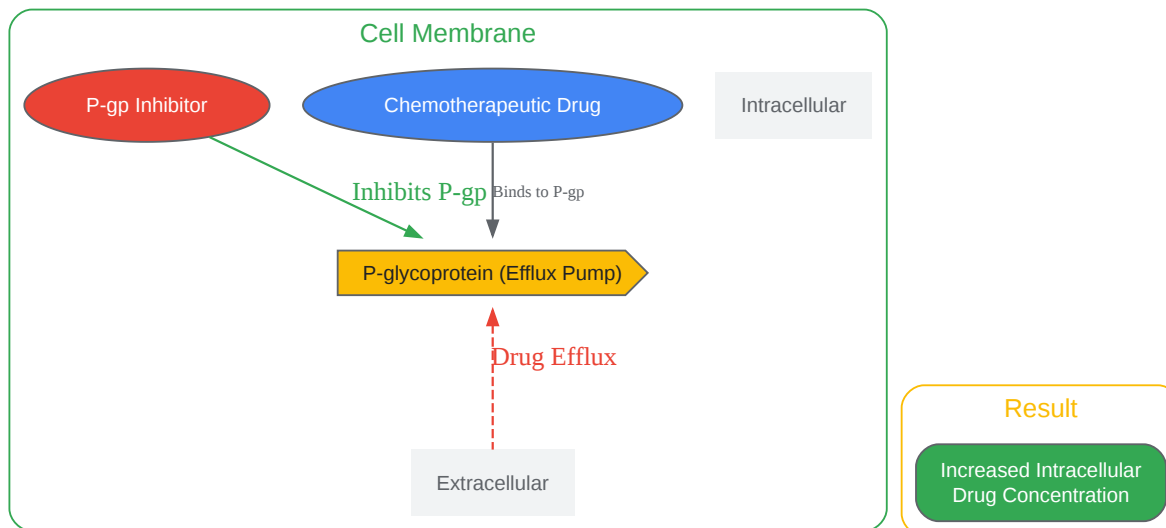 Cell Membrane
P-gp Inhibitor
Chemotherapeutic Drug
Intracellular
Inhibits P-gp
Binds to P-gp
P-glycoprotein (Efflux Pump)
Drug Efflux
Extracellular
Result
Increased Intracellular
Drug Concentration